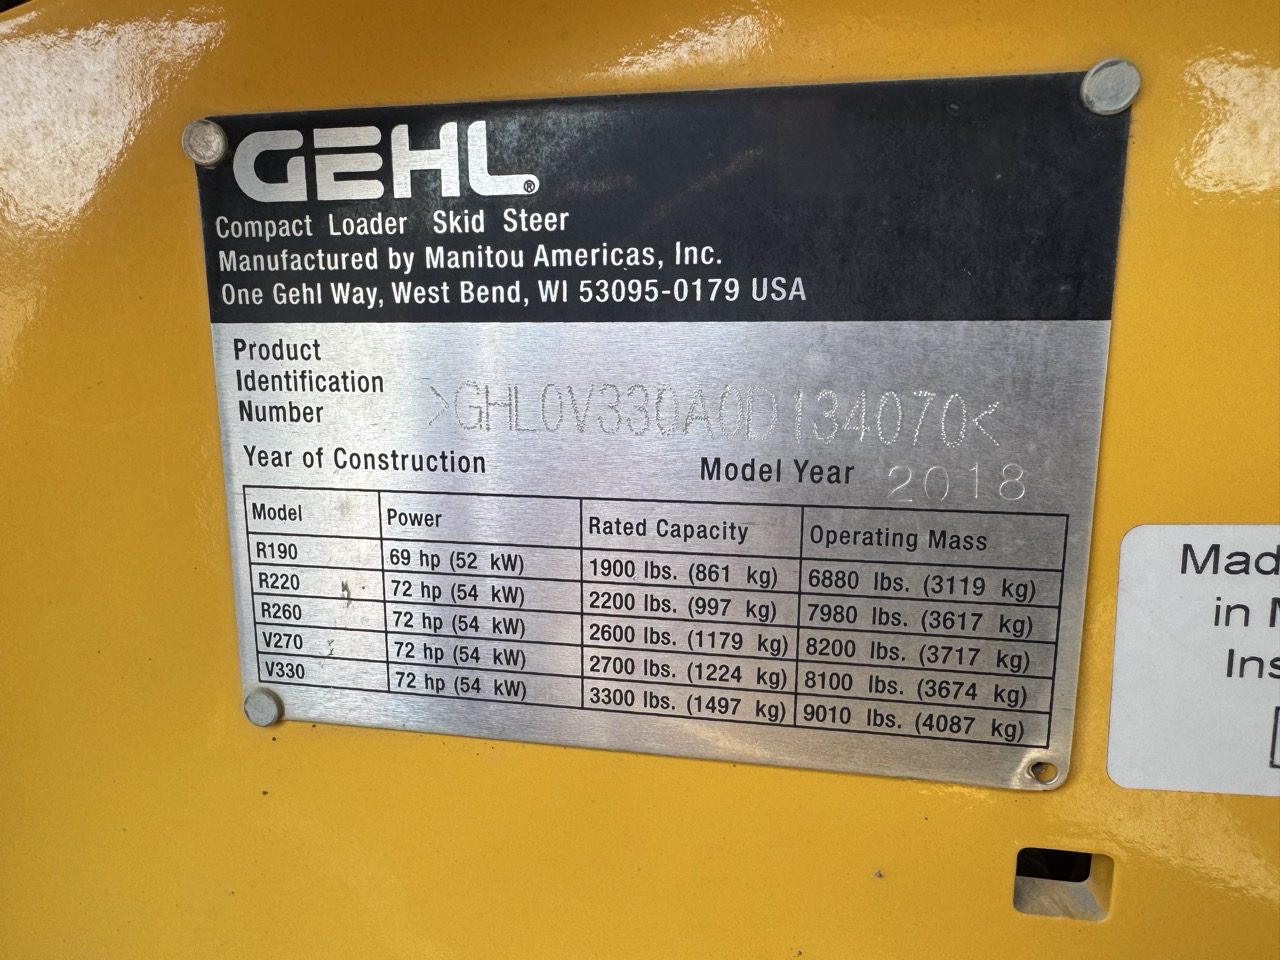 GEHL®
Compact Loader Skid Steer
Manufactured by Manitou Americas, Inc.
One Gehl Way, West Bend, WI 53095-0179 USA
Product
Identification
Number >GHL0V330A0D134070<
Year of Construction Model Year 2018
Model Power Rated Capacity Operating Mass
R190 69 hp (52 kW) 1900 lbs. (861 kg) 6880 lbs. (3119 kg)
R220 72 hp (54 kW) 2200 lbs. (997 kg) 7980 lbs. (3617 kg)
R260 72 hp (54 kW) 2600 lbs. (1179 kg) 8200 lbs. (3717 kg)
V270 72 hp (54 kW) 2700 lbs. (1224 kg) 8100 lbs. (3674 kg)
V330 72 hp (54 kW) 3300 lbs. (1497 kg) 9010 lbs. (4087 kg)
in